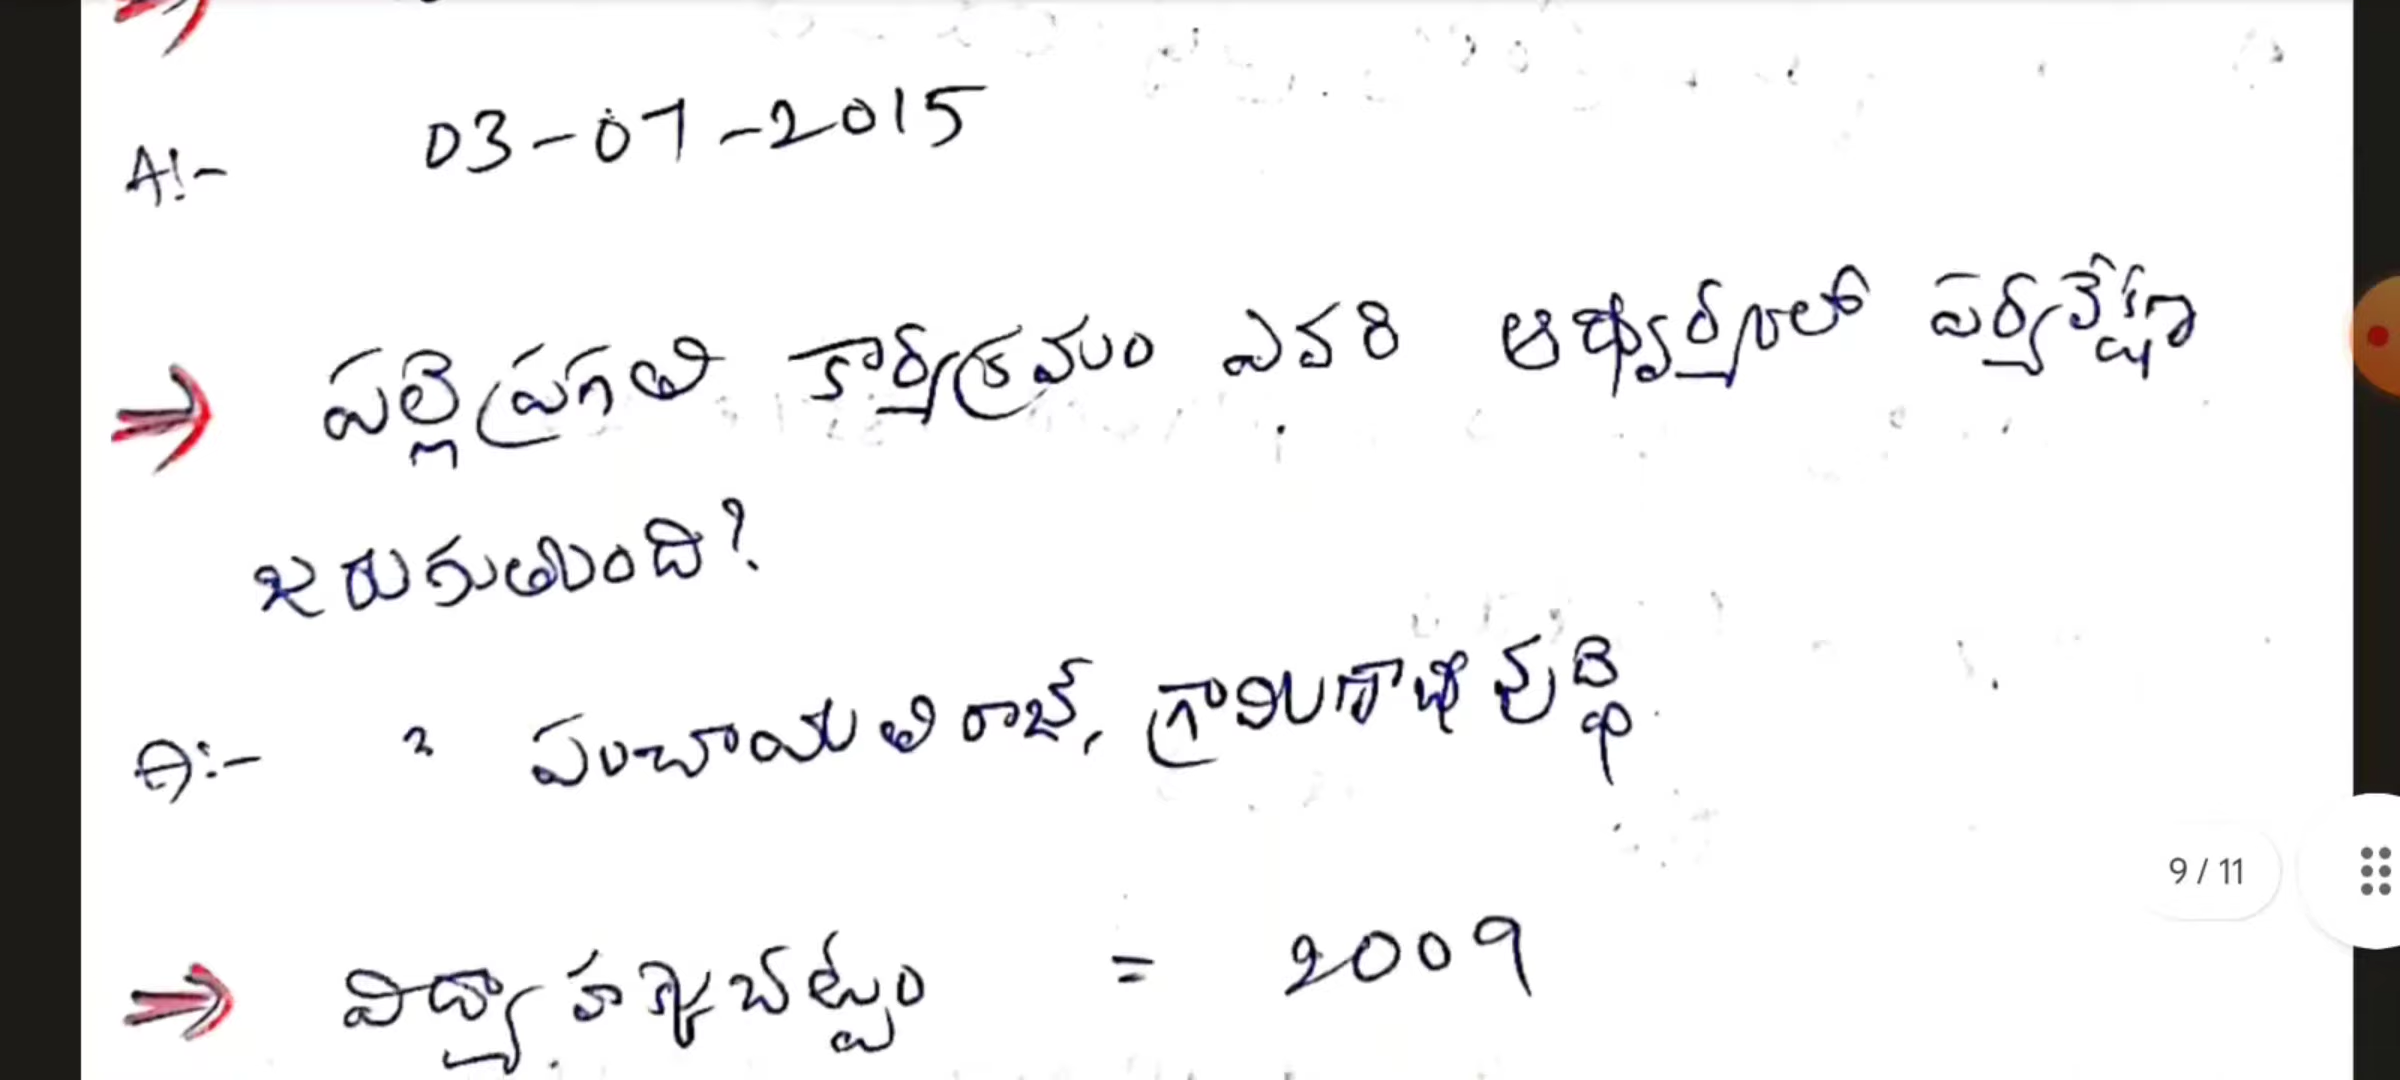 A:- 03-07-2015
పల్లెప్రగతి కార్యక్రమం ఎవరి ఆధ్వర్యంలో పర్యవేక్షణ
జరుగుతుంది?
A:- పంచాయతి రాజ్, గ్రామీణాభివృద్ధి
9 / 11
విద్యా హక్కు చట్టం = 2009